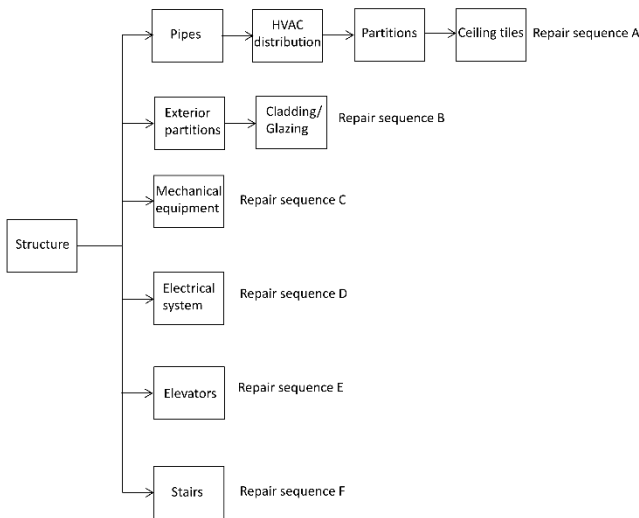 Pipes
HVAC
distribution
Partitions
Ceiling tiles
Repair sequence A
Exterior
partitions
Cladding/
Glazing
Repair sequence B
Mechanical
equipment
Repair sequence C
Structure
Electrical
system
Repair sequence D
Elevators
Repair sequence E
Stairs
Repair sequence F